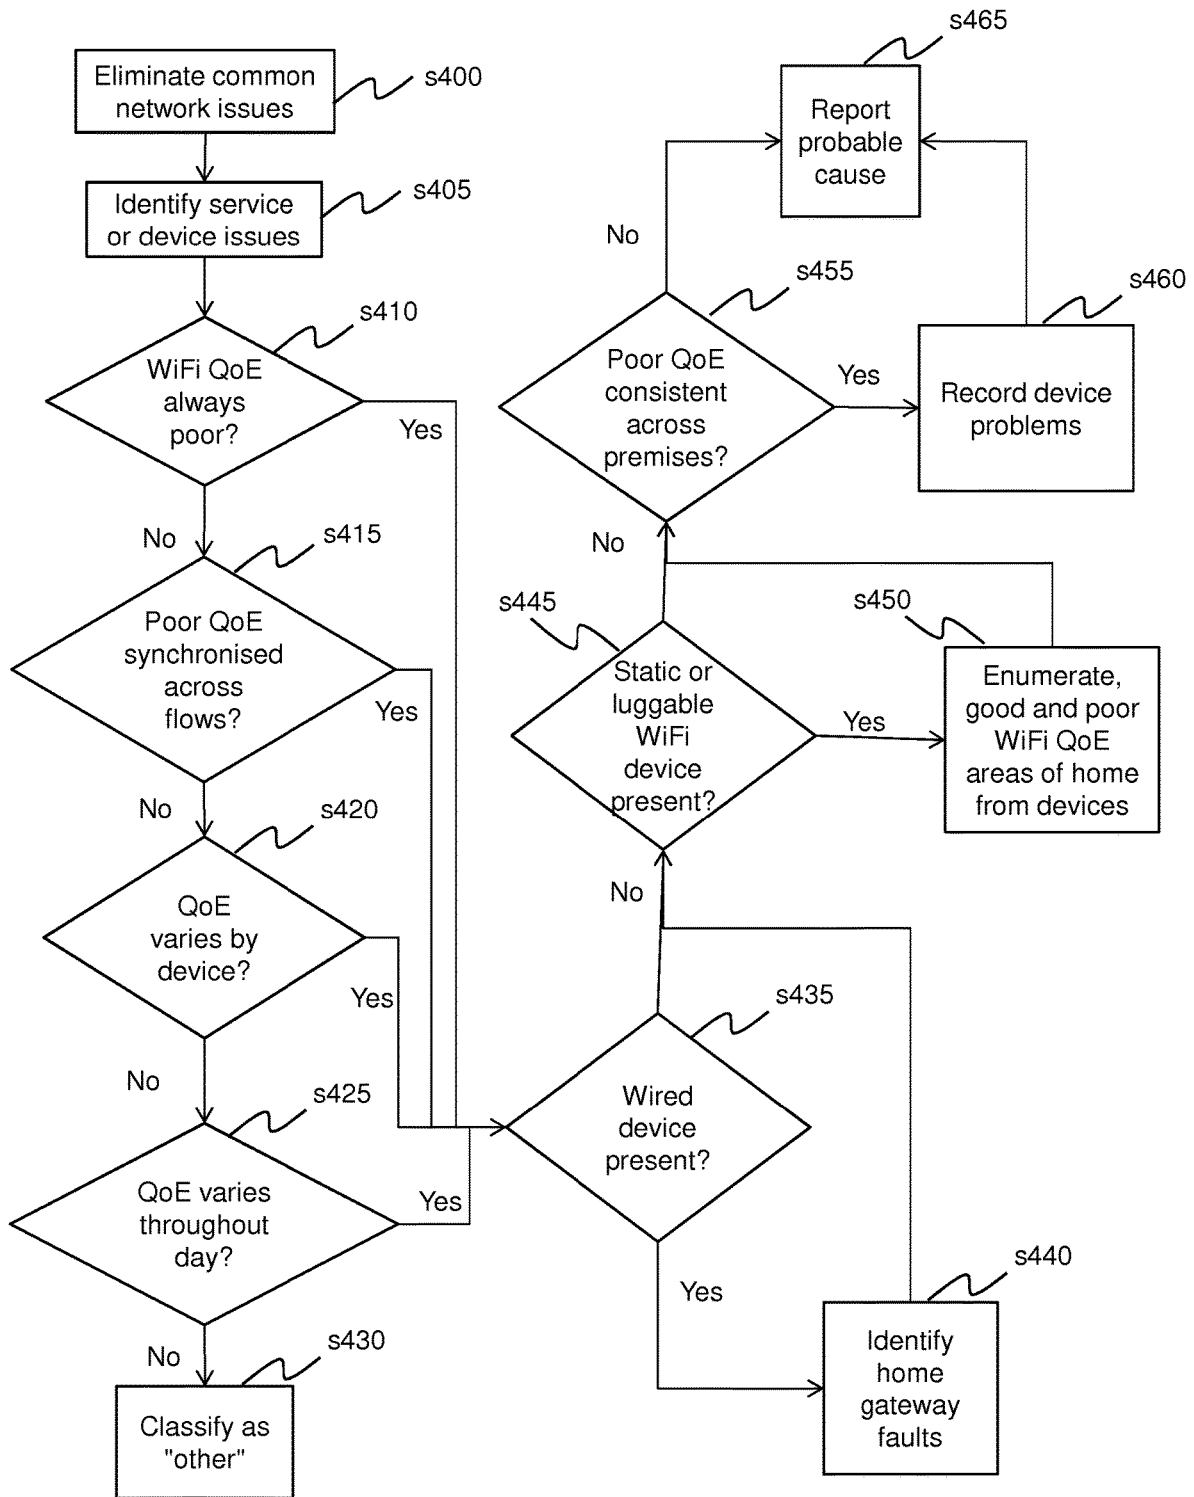 Eliminate common
network issues
s400
Identify service
or device issues
s405
s410
WiFi QoE
always
poor?
Yes
No
s415
Poor QoE
synchronised
across
flows?
Yes
No
s420
QoE
varies by
device?
Yes
No
s425
QoE varies
throughout
day?
Yes
No
s430
Classify as
"other"
s435
Wired
device
present?
Yes
s440
Identify
home
gateway
faults
No
s445
Static or
luggable
WiFi
device
present?
Yes
s450
Enumerate,
good and poor
WiFi QoE
areas of home
from devices
No
s455
Poor QoE
consistent
across
premises?
Yes
s460
Record device
problems
No
s465
Report
probable
cause